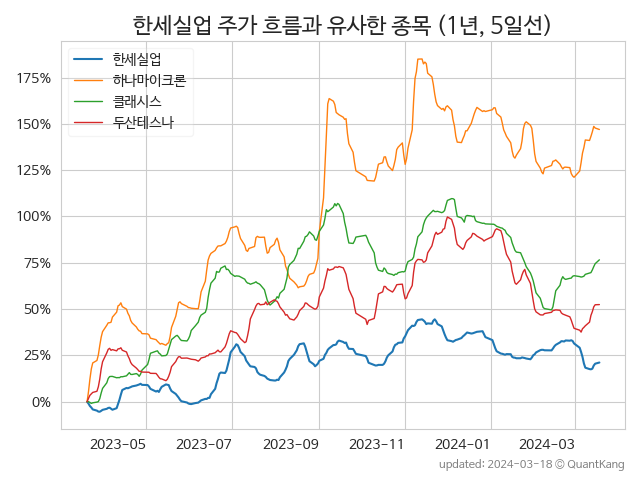 한세실업 주가 흐름과 유사한 종목 (1년, 5일선)
한세실업
하나마이크론
클래시스
두산테스나
175%
150%
125%
100%
75%
50%
25%
0%
2023-05 2023-07 2023-09 2023-11 2024-01 2024-03
updated: 2024-03-18 © QuantKang